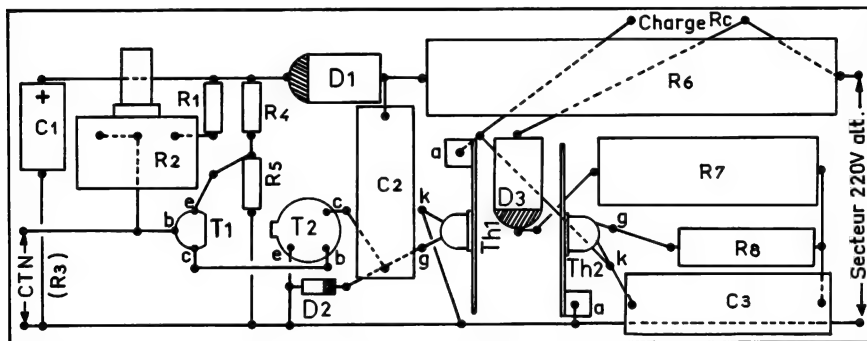 Charge Rc
D1
R6
+
C1
R1
R4
R2
R5
C2
a
D3
R7
e
b
T1
c
T2
c
k
Th1
g
R8
e
b
g
Th2
k
CTN
(R3)
D2
a
C3
Secteur 220V alt.